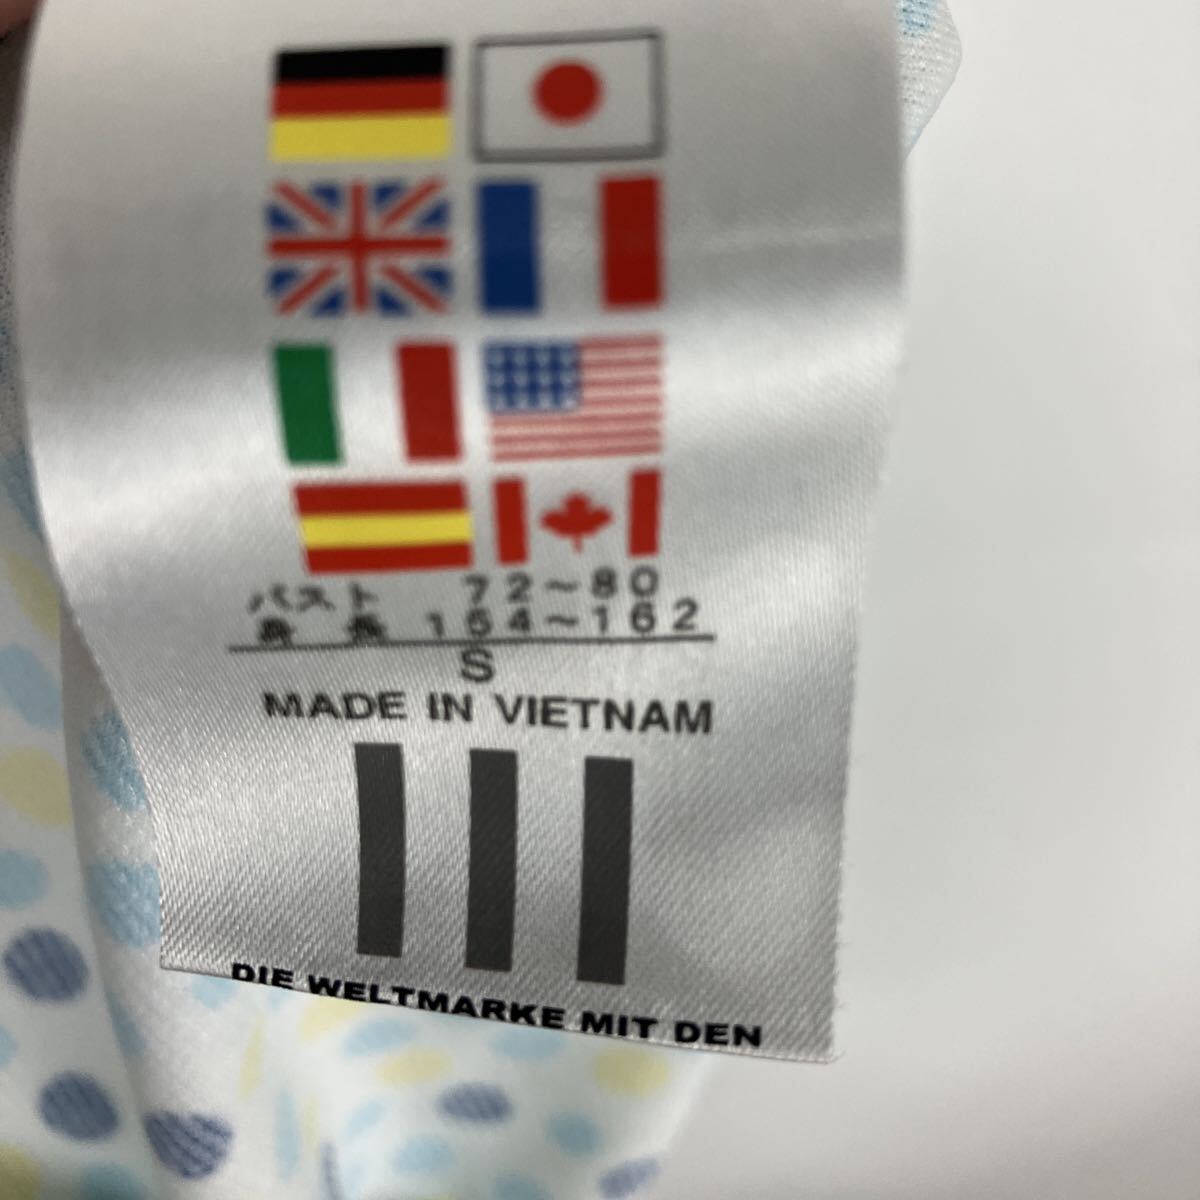 バスト 72～80
身長 154～162
S
MADE IN VIETNAM
DIE WELTMARKE MIT DEN